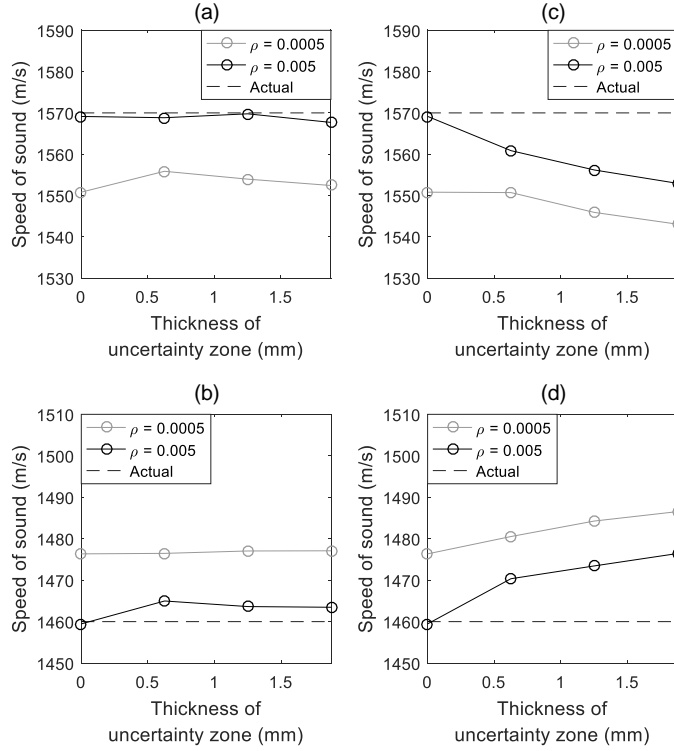 (a)
1590
1580
1570
1560
1550
1540
1530
Speed of sound (m/s)
ρ = 0.0005
ρ = 0.005
Actual
0 0.5 1 1.5
Thickness of
uncertainty zone (mm)
(c)
1590
1580
1570
1560
1550
1540
1530
Speed of sound (m/s)
ρ = 0.0005
ρ = 0.005
Actual
0 0.5 1 1.5
Thickness of
uncertainty zone (mm)
(b)
1510
1500
1490
1480
1470
1460
1450
Speed of sound (m/s)
ρ = 0.0005
ρ = 0.005
Actual
0 0.5 1 1.5
Thickness of
uncertainty zone (mm)
(d)
1510
1500
1490
1480
1470
1460
1450
Speed of sound (m/s)
ρ = 0.0005
ρ = 0.005
Actual
0 0.5 1 1.5
Thickness of
uncertainty zone (mm)